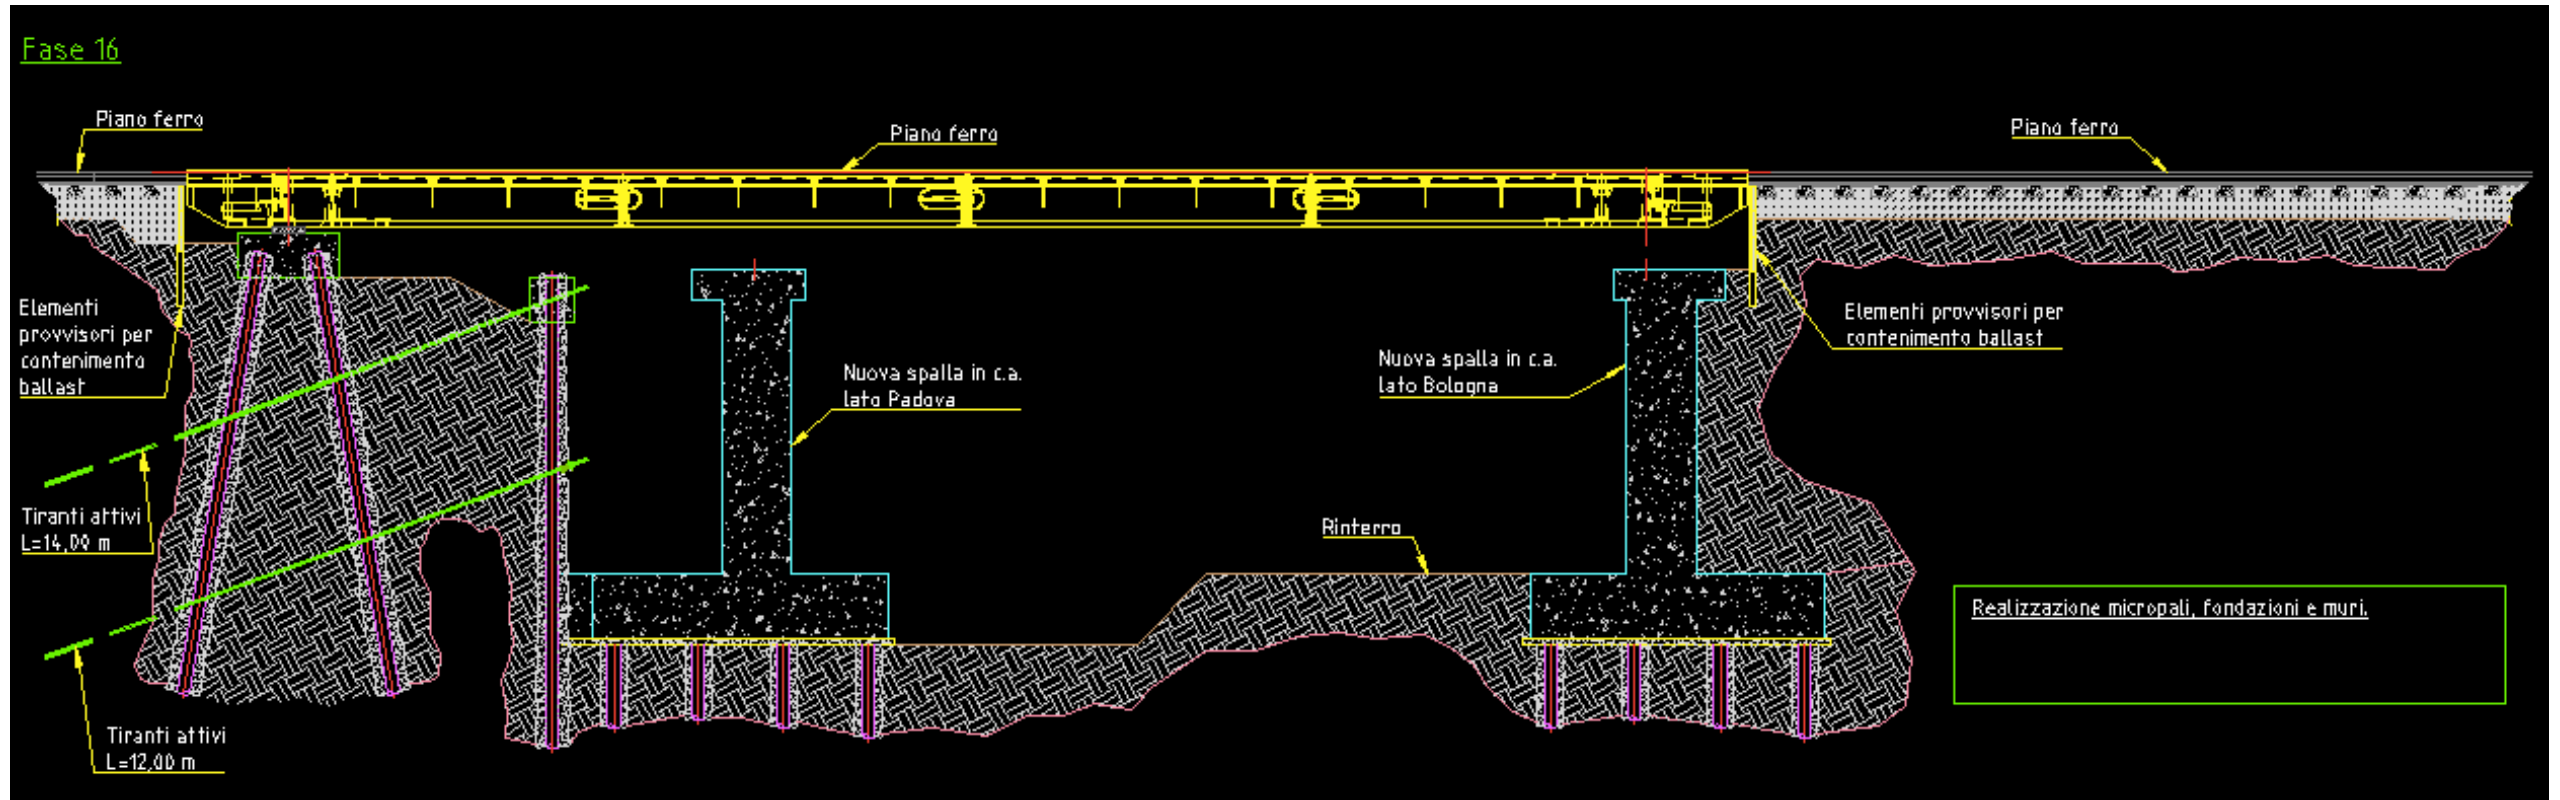 Fase 16
Piano ferro
Piano ferro
Piano ferro
Elementi
provvisori per
contenimento
ballast
Elementi provvisori per
contenimento ballast
Nuova spalla in c.a.
lato Padova
Nuova spalla in c.a.
lato Bologna
Tiranti attivi
L=14,00 m
Rinterro
Realizzazione micropali, fondazioni e muri.
Tiranti attivi
L=12,00 m